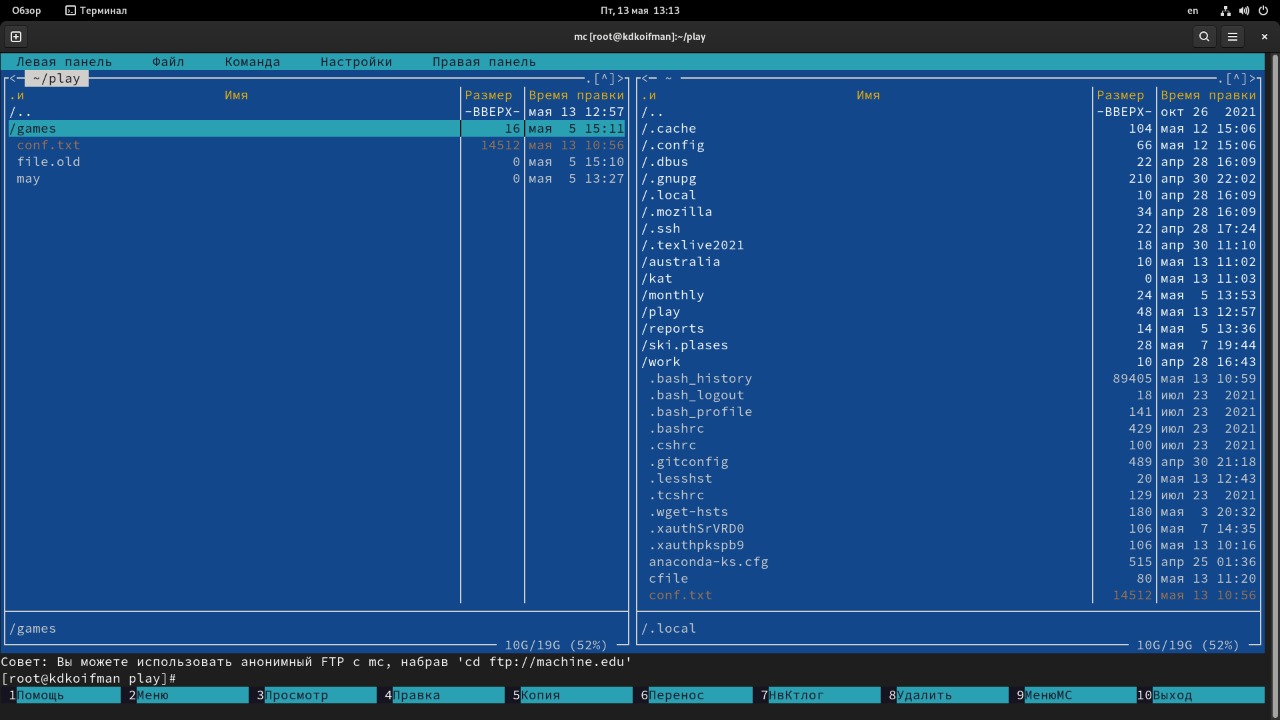 Обзор Терминал Пт, 13 мая 13:13 en
mc [root@kdkoifman]:~/play
Левая панель Файл Команда Настройки Правая панель
<— ~/play .[^]>
.и Имя Размер Время правки
/.. -ВВЕРХ- мая 13 12:57
/games 16 мая 5 15:11
conf.txt 14512 мая 13 10:56
file.old 0 мая 5 15:10
may 0 мая 5 13:27
/games
10G/19G (52%)
<— ~ .[^]>
.и Имя Размер Время правки
/.. -ВВЕРХ- окт 26 2021
/.cache 104 мая 12 15:06
/.config 66 мая 12 15:06
/.dbus 22 апр 28 16:09
/.gnupg 210 апр 30 22:02
/.local 10 апр 28 16:09
/.mozilla 34 апр 28 16:09
/.ssh 22 апр 28 17:24
/.texlive2021 18 апр 30 11:10
/australia 10 мая 13 11:02
/kat 0 мая 13 11:03
/monthly 24 мая 5 13:53
/play 48 мая 13 12:57
/reports 14 мая 5 13:36
/ski.plases 28 мая 7 19:44
/work 10 апр 28 16:43
.bash_history 89405 мая 13 10:59
.bash_logout 18 июл 23 2021
.bash_profile 141 июл 23 2021
.bashrc 429 июл 23 2021
.cshrc 100 июл 23 2021
.gitconfig 489 апр 30 21:18
.lesshst 20 мая 13 12:43
.tcshrc 129 июл 23 2021
.wget-hsts 180 мая 3 20:32
.xauthSrVRD0 106 мая 7 14:35
.xauthpkspb9 106 мая 13 10:16
anaconda-ks.cfg 515 апр 25 01:36
cfile 80 мая 13 11:20
conf.txt 14512 мая 13 10:56
/.local
10G/19G (52%)
Совет: Вы можете использовать анонимный FTP с mc, набрав 'cd ftp://machine.edu'
[root@kdkoifman play]#
1Помощь 2Меню 3Просмотр 4Правка 5Копия 6Перенос 7НвКтлог 8Удалить 9МенюМС 10Выход